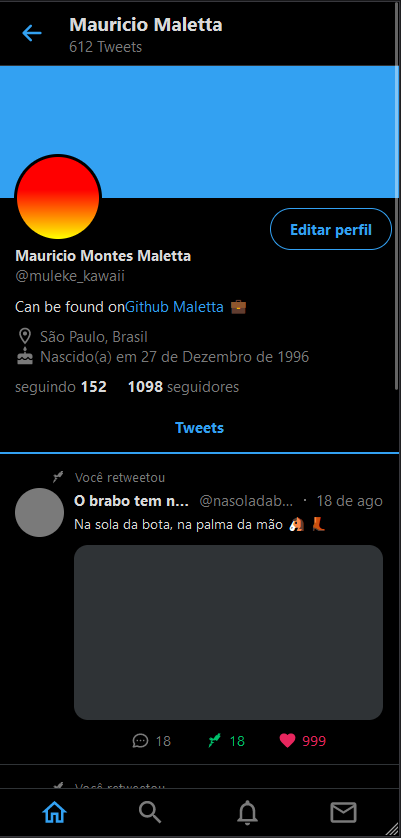 Mauricio Maletta
612 Tweets
Editar perfil
Mauricio Montes Maletta
@muleke_kawaii
Can be found onGithub Maletta 💼
São Paulo, Brasil
Nascido(a) em 27 de Dezembro de 1996
seguindo 152 1098 seguidores
Tweets
Você retweetou
O brabo tem n... @nasoladab... · 18 de ago
Na sola da bota, na palma da mão 🐴 👢
18 18 999
Você retweetou